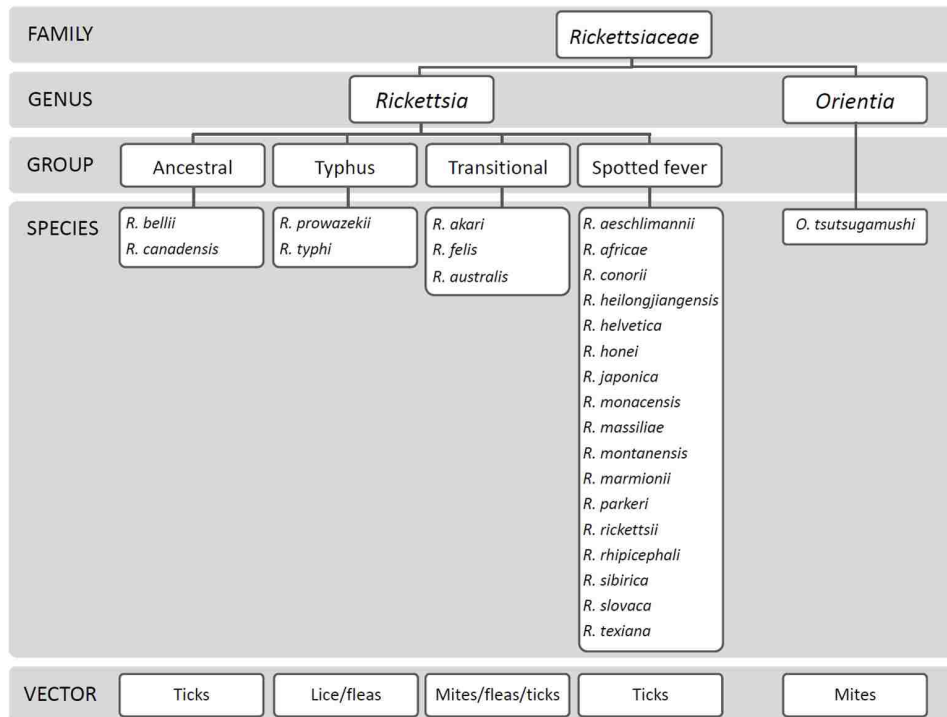 FAMILY
Rickettsiaceae
GENUS
Rickettsia
Orientia
GROUP
Ancestral
Typhus
Transitional
Spotted fever
SPECIES
R. bellii
R. canadensis
R. prowazekii
R. typhi
R. akari
R. felis
R. australis
R. aeschlimannii
R. africae
R. conorii
R. heilongjiangensis
R. helvetica
R. honei
R. japonica
R. monacensis
R. massiliae
R. montanensis
R. marmionii
R. parkeri
R. rickettsii
R. rhipicephali
R. sibirica
R. slovaca
R. texiana
O. tsutsugamushi
VECTOR
Ticks
Lice/fleas
Mites/fleas/ticks
Ticks
Mites